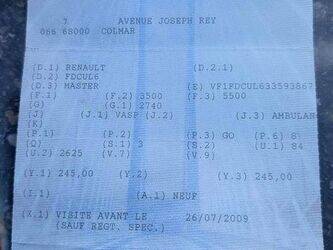 7 AVENUE JOSEPH REY
066 68000 COLMAR
(D.1) RENAULT (D.2.1)
(D.2) FDCUL6
(D.3) MASTER (E) VF1FDCUL633593867
(F.1) (F.2) 3500 (F.3) 5500
(G) (G.1) 2740
(J) (J.1) VASP (J.2) (J.3) AMBULAN
(K)
(P.1) (P.2) (P.3) GO (P.6) 8
(Q) (S.1) 3 (S.2) (U.1) 84
(U.2) 2625 (V.7) (V.9)
(Y.1) 245,00 (Y.2) (Y.3) 245,00
(I.1) (A.1) NEUF
(X.1) VISITE AVANT LE 26/07/2009
(SAUF REGT. SPEC.)